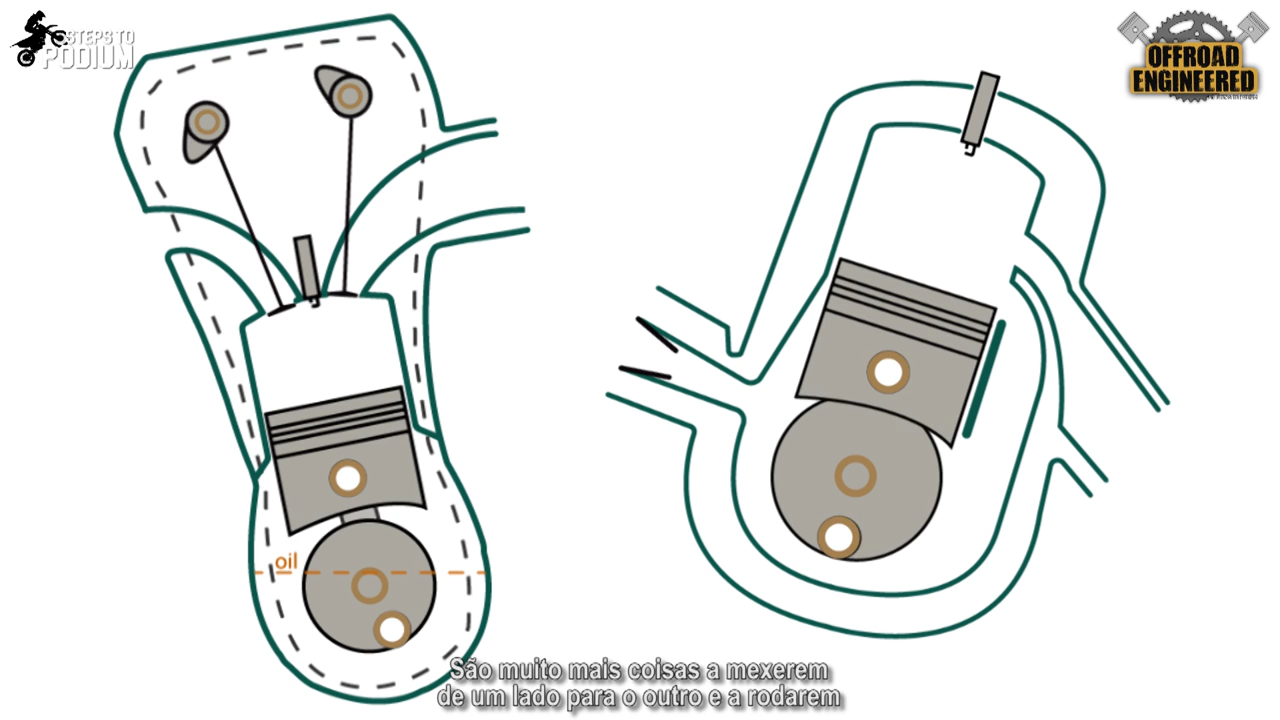 STEPS TO
PODIUM
OFFROAD
ENGINEERED
oil
São muito mais coisas a mexerem
de um lado para o outro e a rodarem